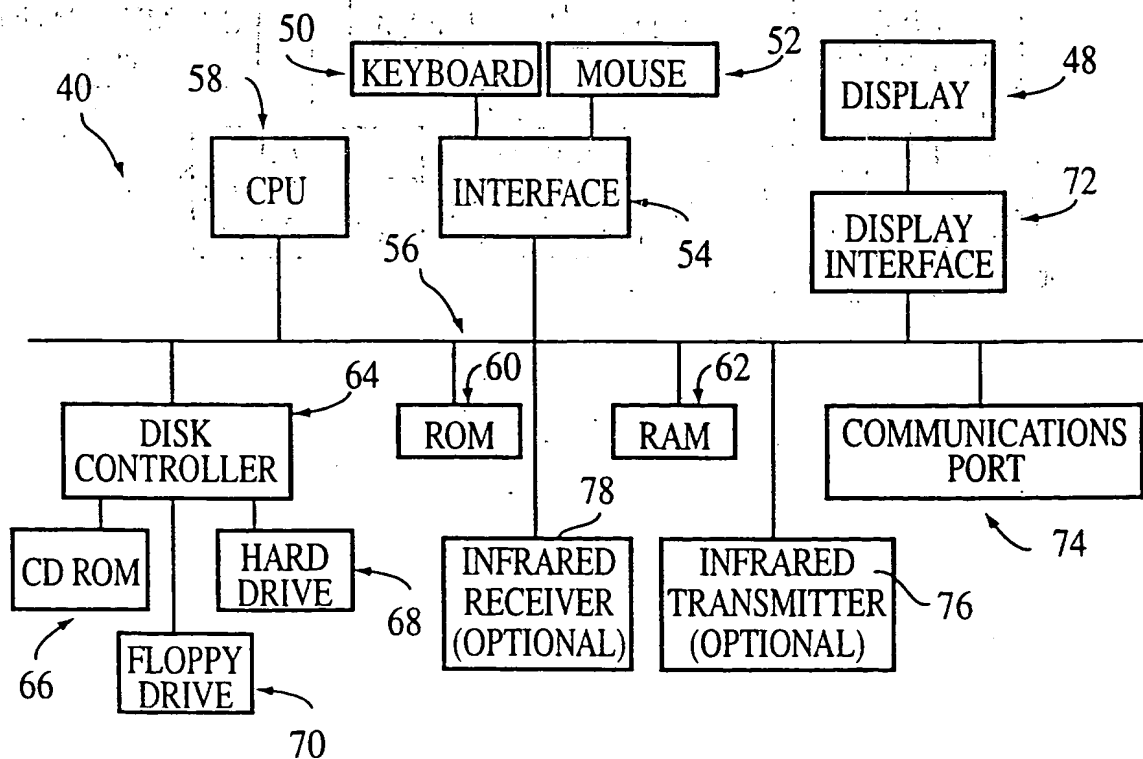 50
52
KEYBOARD
MOUSE
48
58
DISPLAY
40
CPU
INTERFACE
72
54
DISPLAY
INTERFACE
56
64
60
62
DISK
CONTROLLER
ROM
RAM
COMMUNICATIONS
PORT
78
74
CD ROM
HARD
DRIVE
68
INFRARED
RECEIVER
(OPTIONAL)
INFRARED
TRANSMITTER
(OPTIONAL)
76
66
FLOPPY
DRIVE
70